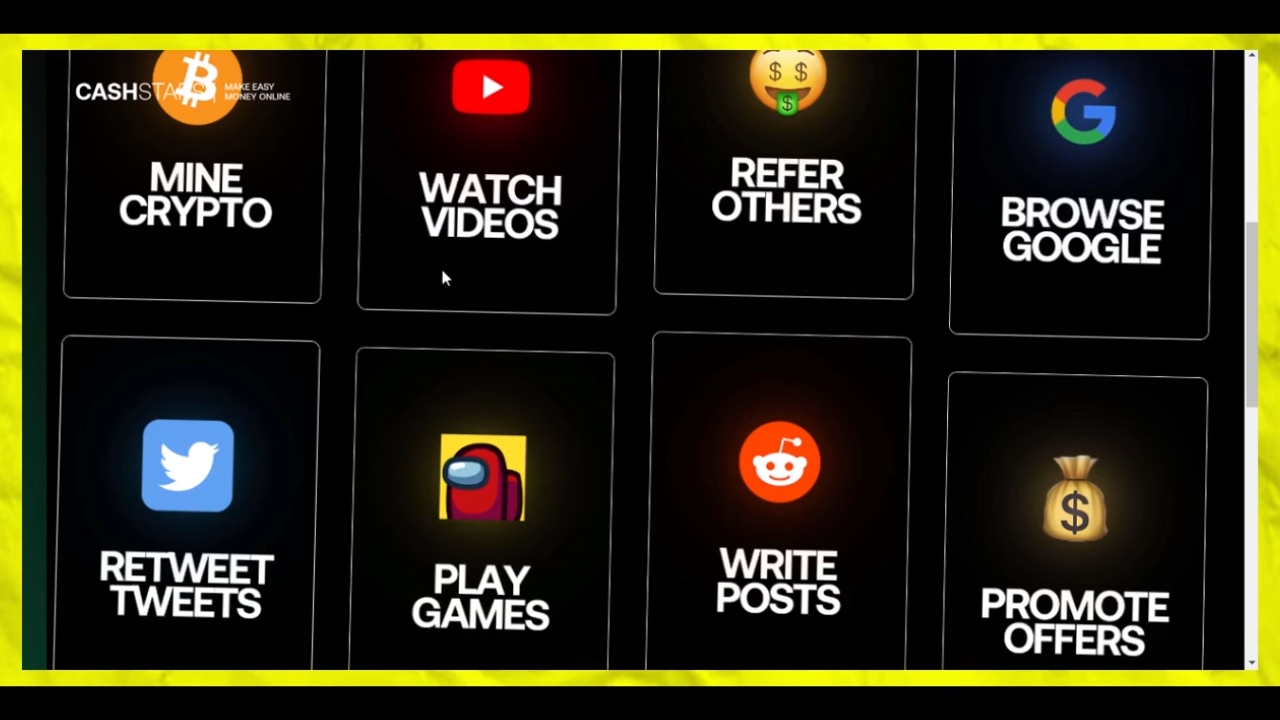 CASHSTA
MAKE EASY
MONEY ONLINE
MINE
CRYPTO
WATCH
VIDEOS
REFER
OTHERS
BROWSE
GOOGLE
RETWEET
TWEETS
PLAY
GAMES
WRITE
POSTS
PROMOTE
OFFERS